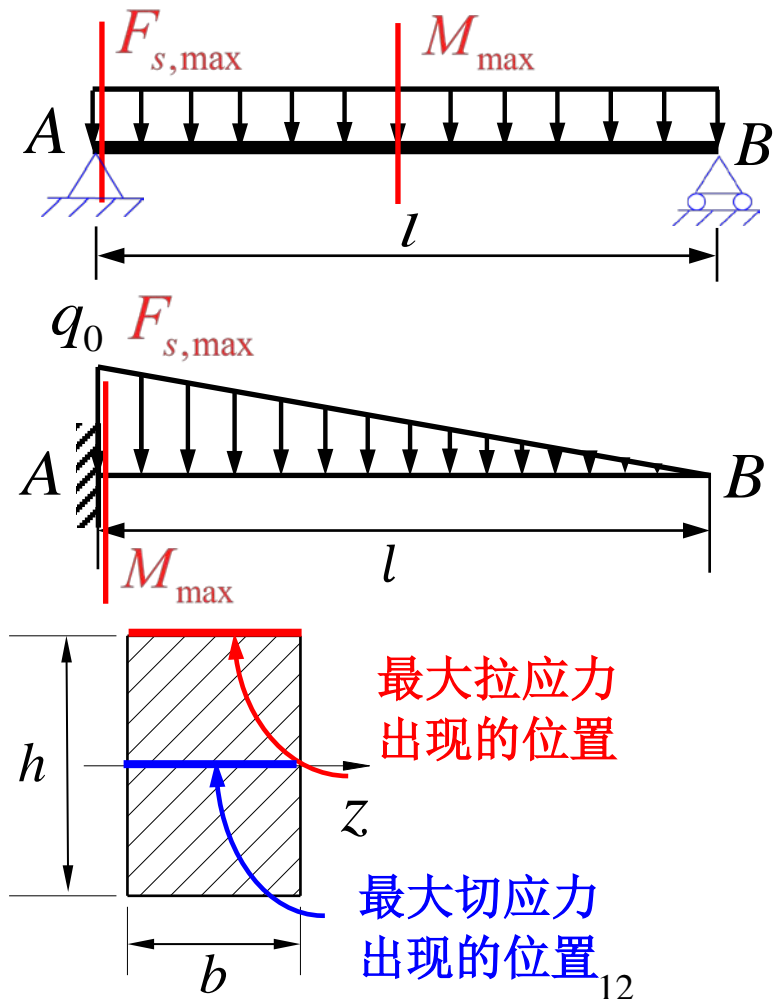 F_{s,max} M_{max}
A B
l
q_0 F_{s,max}
A B
l
M_{max}
最大拉应力
出现的位置
h
z
最大切应力
出现的位置
b
12